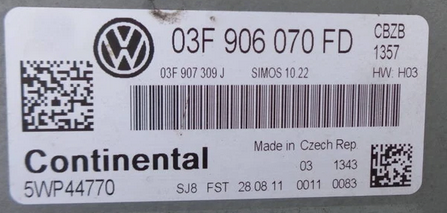 03F 906 070 FD CBZB
1357
03F 907 309 J SIMOS 10.22 HW: H03
Made in Czech Rep.
Continental 03 1343
5WP44770 SJ8 FST 28 08 11 0011 0083